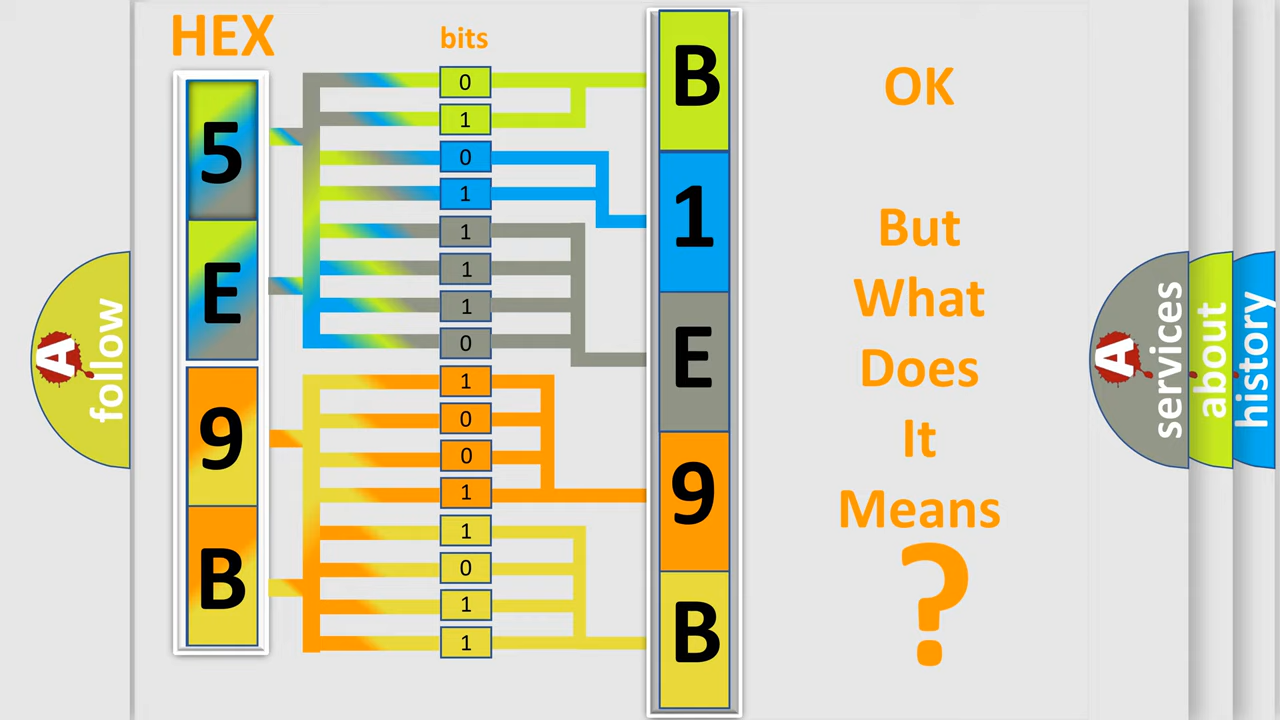 HEX
bits
5
E
9
B
0
1
0
1
1
1
1
0
1
0
0
1
1
0
1
1
B
1
E
9
B
OK
But
What
Does
It
Means
?
A
follow
A
services
about
history